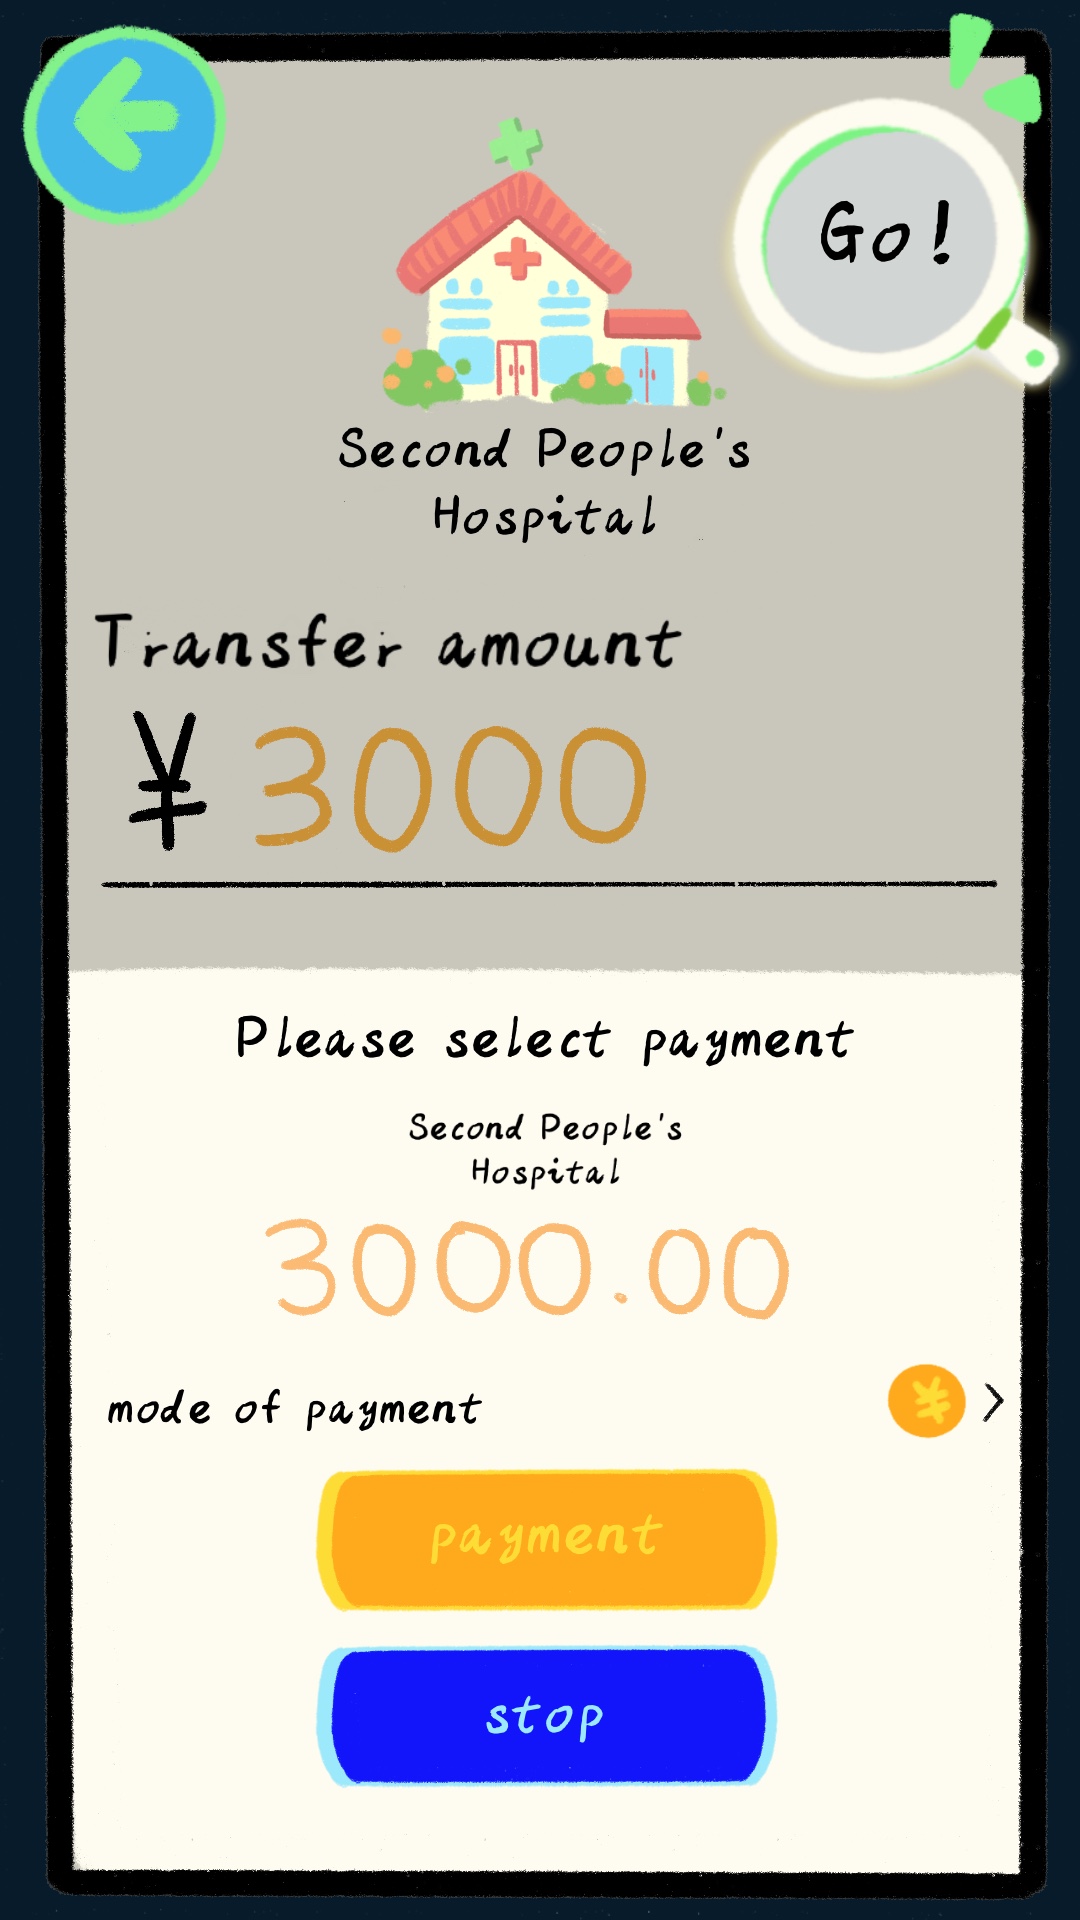 Go!
Second People's
Hospital
Transfer amount
¥ 3000
Please select payment
Second People's
Hospital
3000.00
mode of payment ¥ >
payment
stop